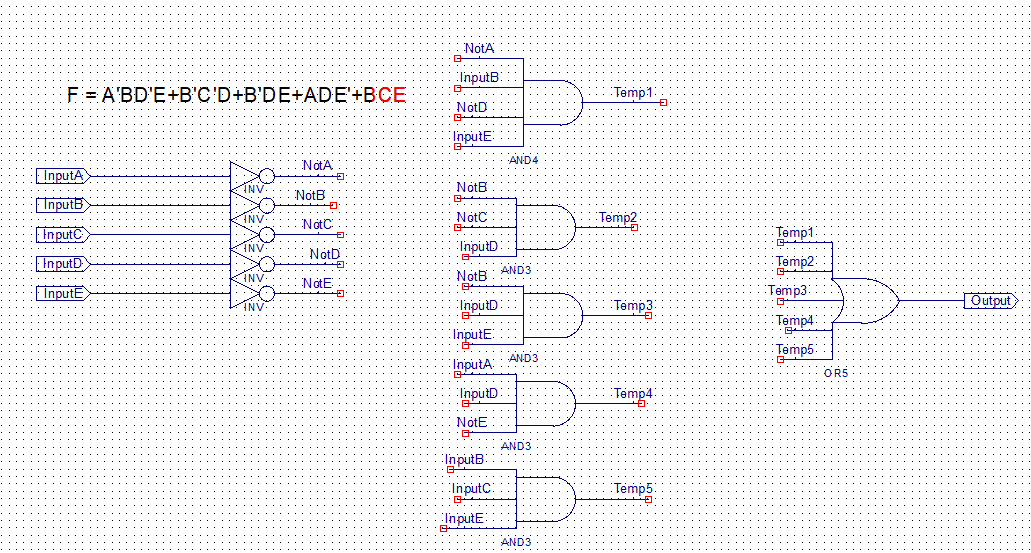 F = A'BD'E+B'C'D+B'DE+ADE'+BCE
InputA
NotA
INV
InputB
NotB
INV
InputC
NotC
INV
InputD
NotD
INV
InputE
NotE
INV
NotA
InputB
NotD
InputE
Temp1
AND4
NotB
NotC
InputD
Temp2
AND3
NotB
InputD
InputE
Temp3
AND3
InputA
InputD
NotE
Temp4
AND3
InputB
InputC
InputE
Temp5
AND3
Temp1
Temp2
Temp3
Temp4
Temp5
OR5
Output